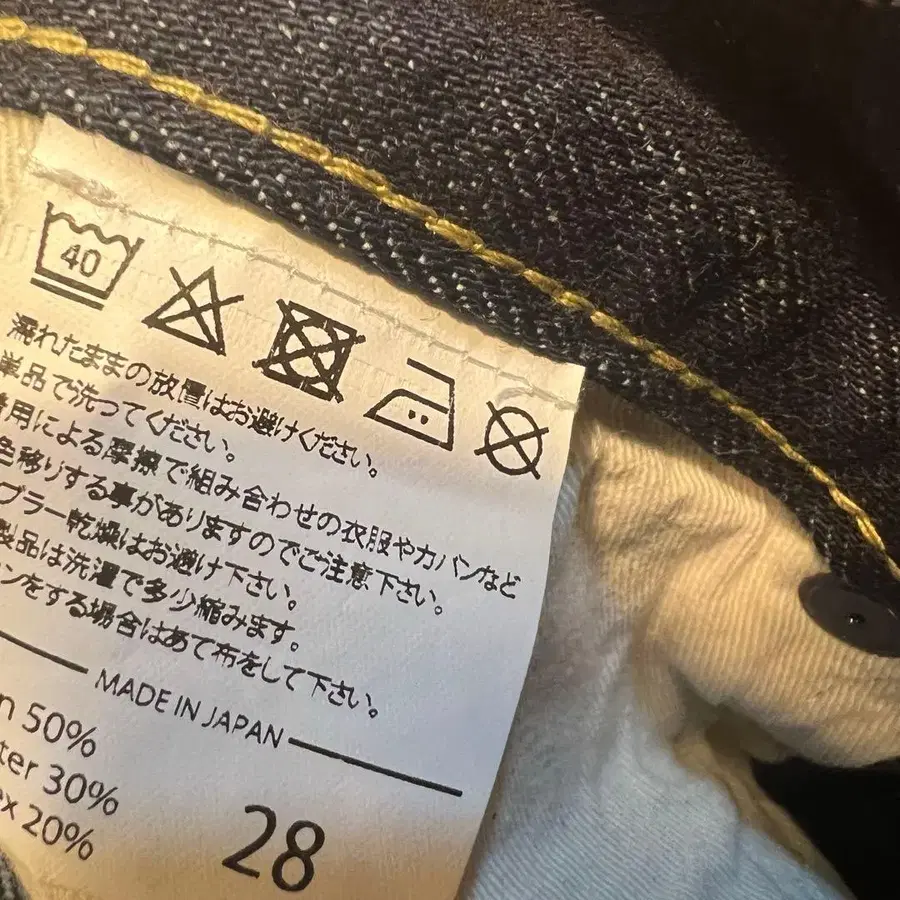 40
濡れたままの放置はお避けください。
単品で洗ってください。
着用による摩擦で組み合わせの衣服やカバンなど
色移りする事がありますのでご注意下さい。
ブラー乾燥はお避け下さい。
製品は洗濯で多少縮みます。
ンをする場合はあて布をして下さい。
MADE IN JAPAN
n 50%
ter 30%
ex 20%
28